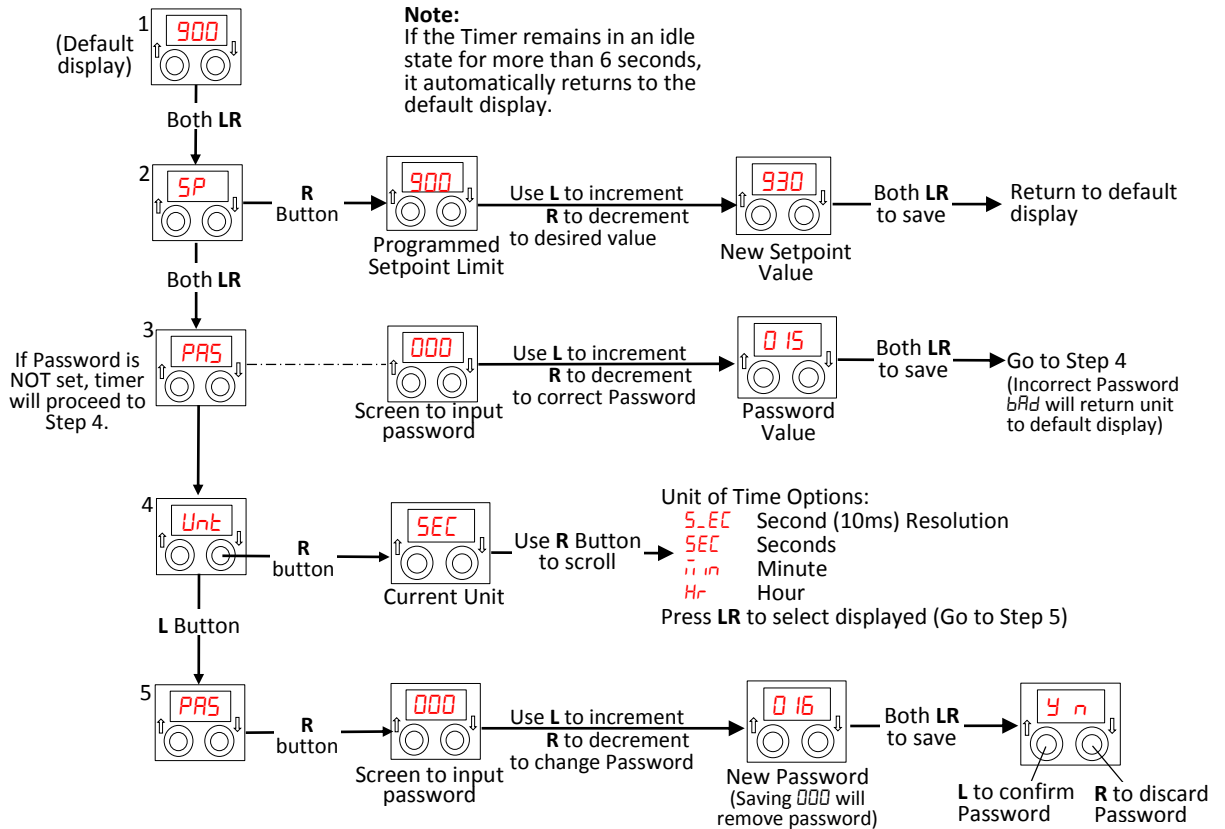 1
900
(Default
display)
Note:
If the Timer remains in an idle
state for more than 6 seconds,
it automatically returns to the
default display.
Both LR
2
SP
R
Button
900
Programmed
Setpoint Limit
Use L to increment
R to decrement
to desired value
930
New Setpoint
Value
Both LR
to save
Return to default
display
Both LR
3
PAS
If Password is
NOT set, timer
will proceed to
Step 4.
000
Screen to input
password
Use L to increment
R to decrement
to correct Password
015
Password
Value
Both LR
to save
Go to Step 4
(Incorrect Password
bAd will return unit
to default display)
4
Unt
R
button
SEC
Current Unit
Use R Button
to scroll
Unit of Time Options:
S_EC Second (10ms) Resolution
SEC Seconds
Min Minute
Hr Hour
Press LR to select displayed (Go to Step 5)
L Button
5
PAS
R
button
000
Screen to input
password
Use L to increment
R to decrement
to change Password
016
New Password
(Saving 000 will
remove password)
Both LR
to save
y n
L to confirm
Password
R to discard
Password